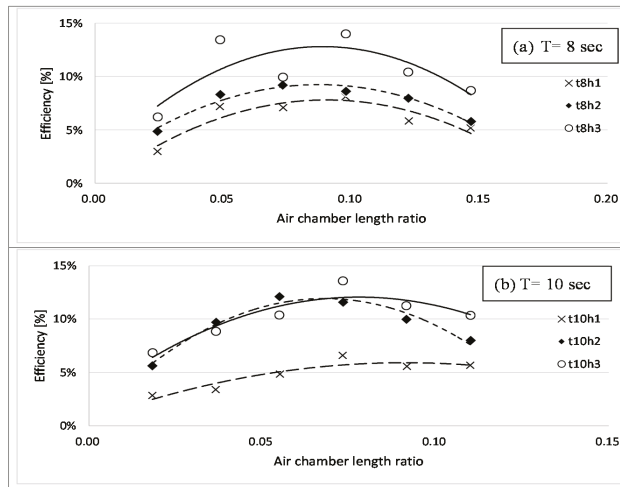 15%
10%
5%
0%
Efficiency [%]
0.00
0.05
0.10
0.15
0.20
Air chamber length ratio
(a) T= 8 sec
t8h1
t8h2
t8h3
15%
10%
5%
0%
Efficiency [%]
0.00
0.05
0.10
0.15
Air chamber length ratio
(b) T= 10 sec
t10h1
t10h2
t10h3